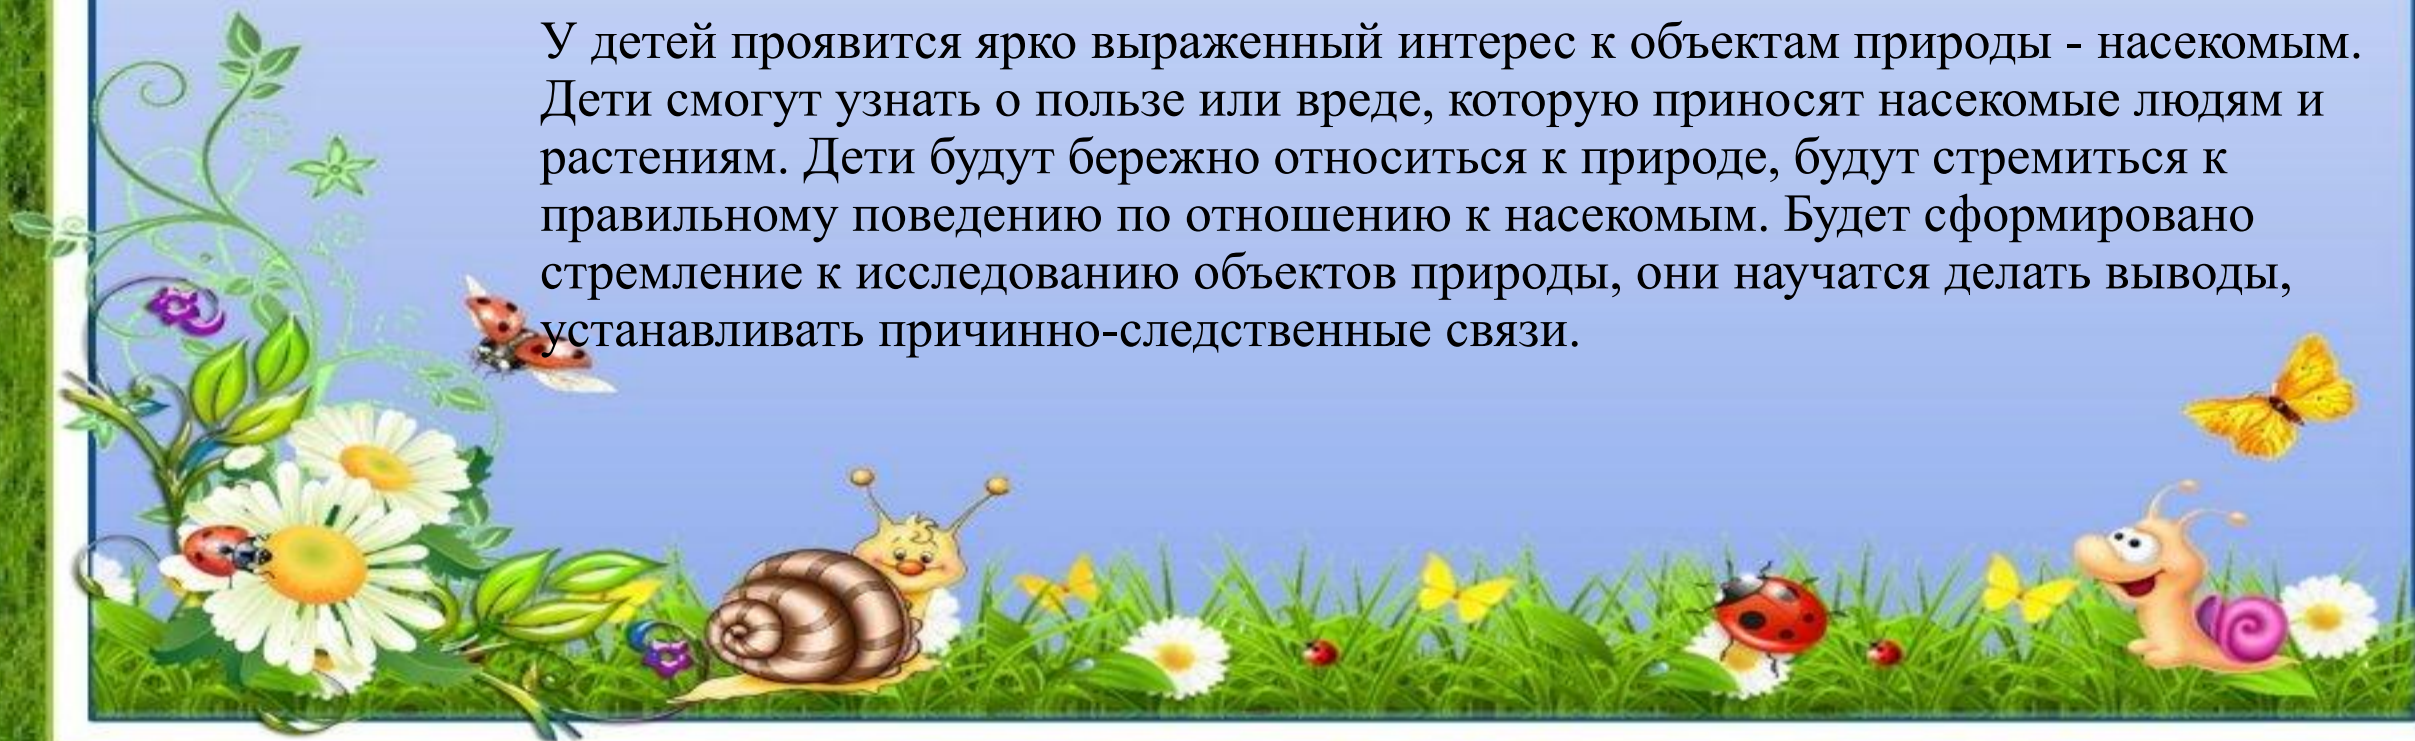 У детей проявится ярко выраженный интерес к объектам природы - насекомым.
Дети смогут узнать о пользе или вреде, которую приносят насекомые людям и
растениям. Дети будут бережно относиться к природе, будут стремиться к
правильному поведению по отношению к насекомым. Будет сформировано
стремление к исследованию объектов природы, они научатся делать выводы,
устанавливать причинно-следственные связи.